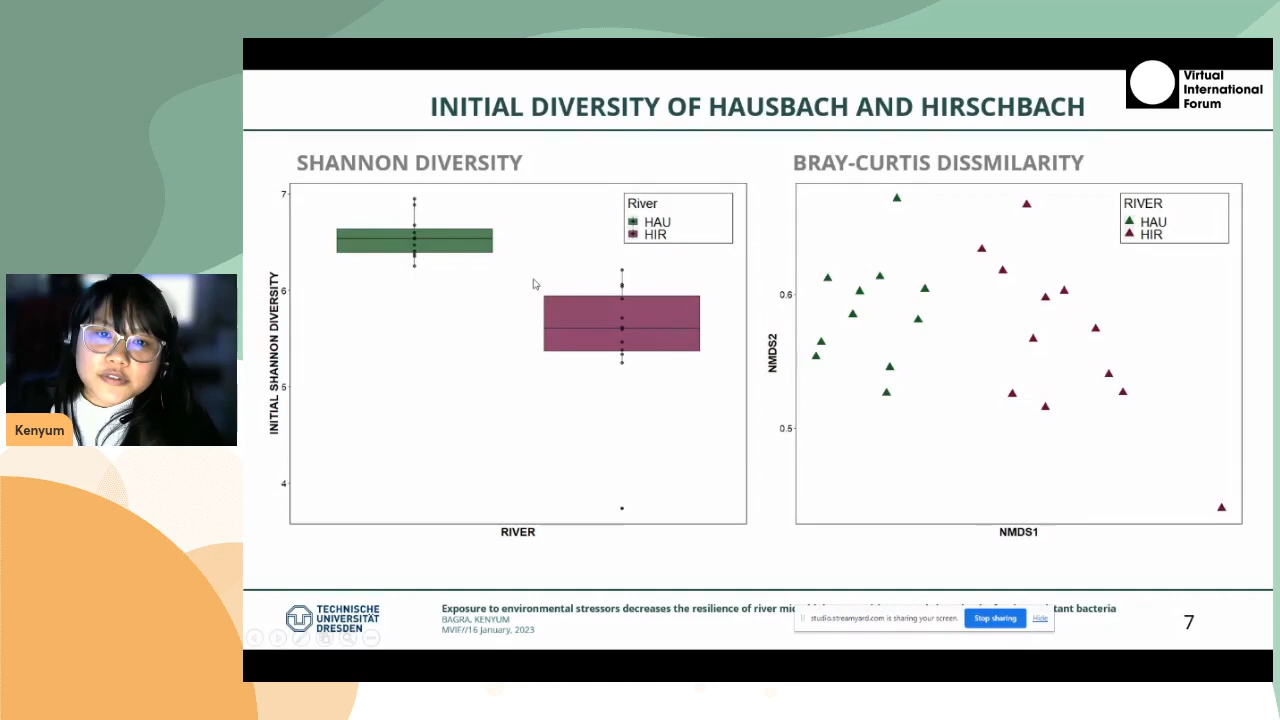 Virtual
International
Forum
INITIAL DIVERSITY OF HAUSBACH AND HIRSCHBACH
SHANNON DIVERSITY
7
6
5
4
INITIAL SHANNON DIVERSITY
River
HAU
HIR
RIVER
BRAY-CURTIS DISSMILARITY
0.6
0.5
NMDS2
RIVER
HAU
HIR
NMDS1
Kenyum
TECHNISCHE
UNIVERSITÄT
DRESDEN
Exposure to environmental stressors decreases the resilience of river
BAGRA, KENYUM
MVIF//16 January, 2023
bacteria
studio.streamyard.com is sharing your screen.
Stop sharing
Hide
7